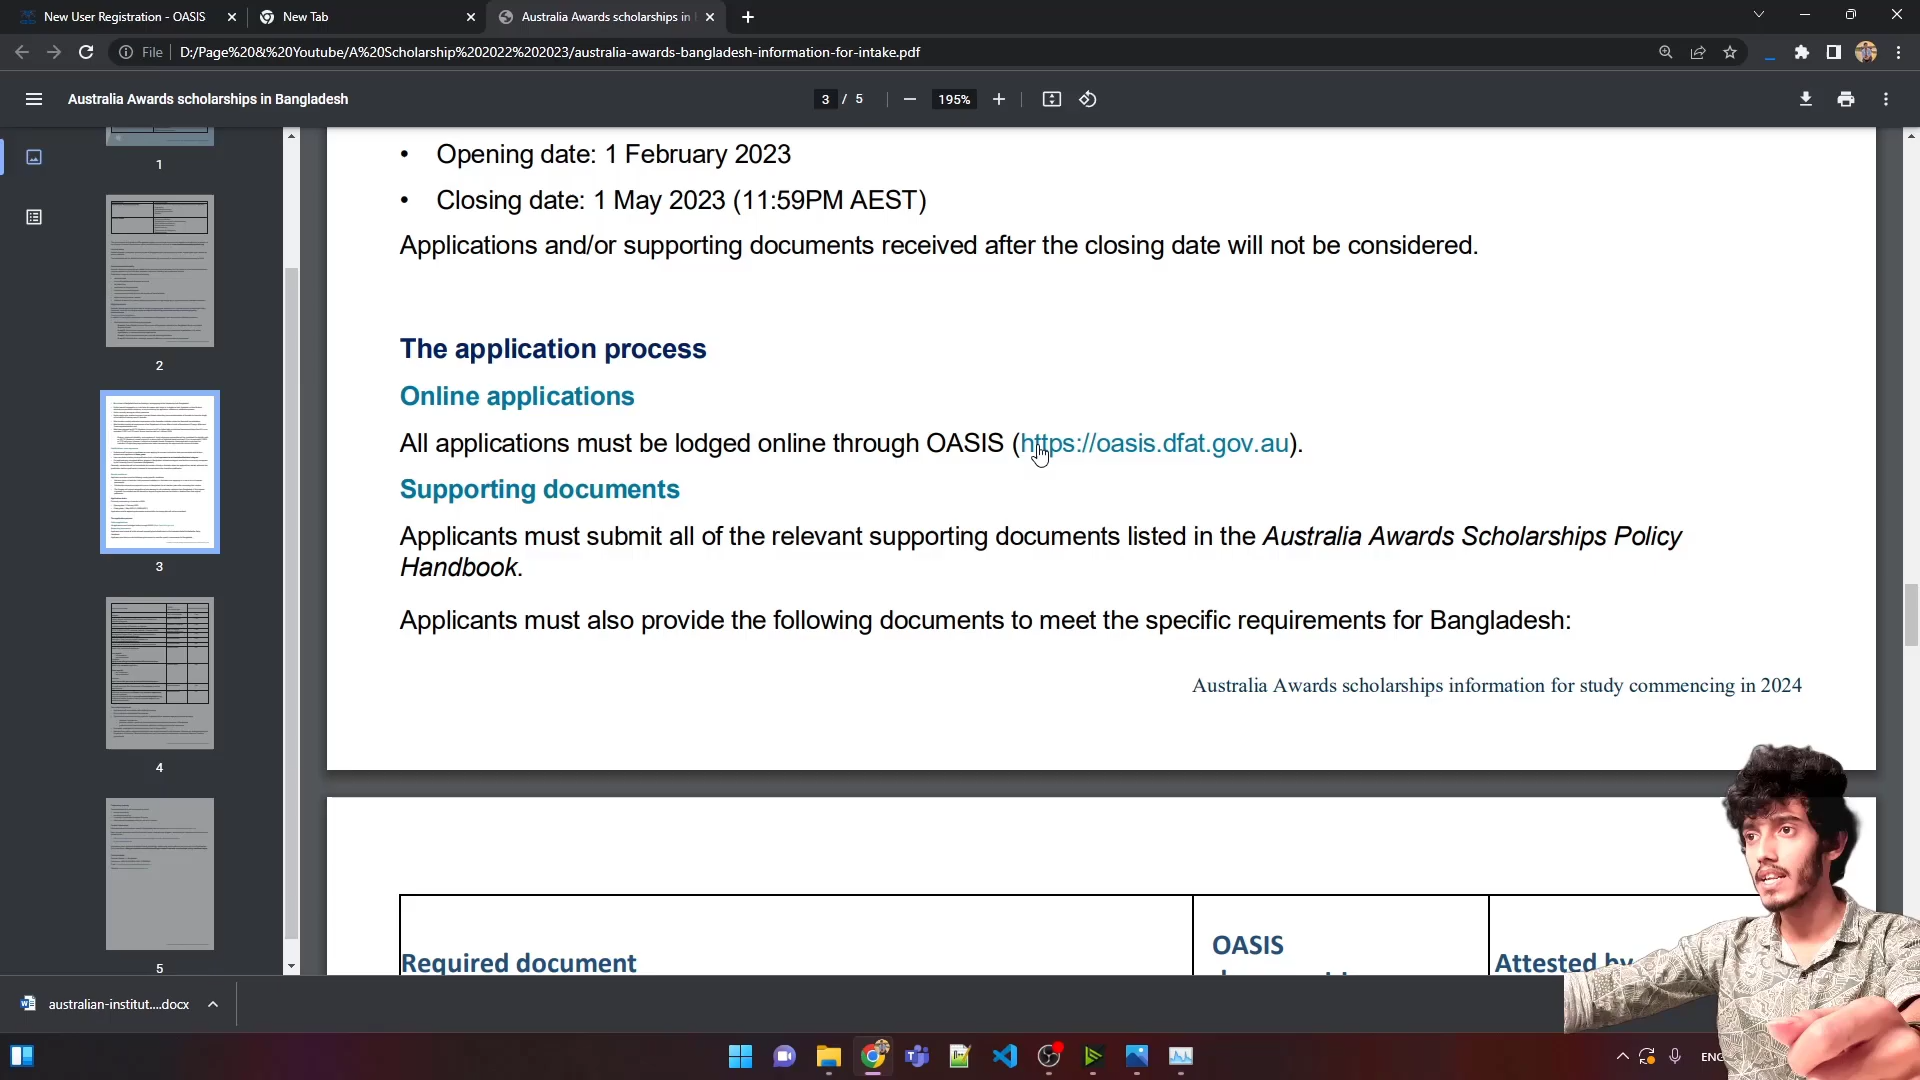 New User Registration - OASIS
New Tab
Australia Awards scholarships in
File
D:/Page%20&%20Youtube/A%20Scholarship%202022%202023/australia-awards-bangladesh-information-for-intake.pdf
Australia Awards scholarships in Bangladesh
3 / 5
195%
1
2
3
4
5
• Opening date: 1 February 2023
• Closing date: 1 May 2023 (11:59PM AEST)
Applications and/or supporting documents received after the closing date will not be considered.
The application process
Online applications
All applications must be lodged online through OASIS (https://oasis.dfat.gov.au).
Supporting documents
Applicants must submit all of the relevant supporting documents listed in the Australia Awards Scholarships Policy
Handbook.
Applicants must also provide the following documents to meet the specific requirements for Bangladesh:
Australia Awards scholarships information for study commencing in 2024
Required document
OASIS
Attested by
australian-institut....docx
ENG